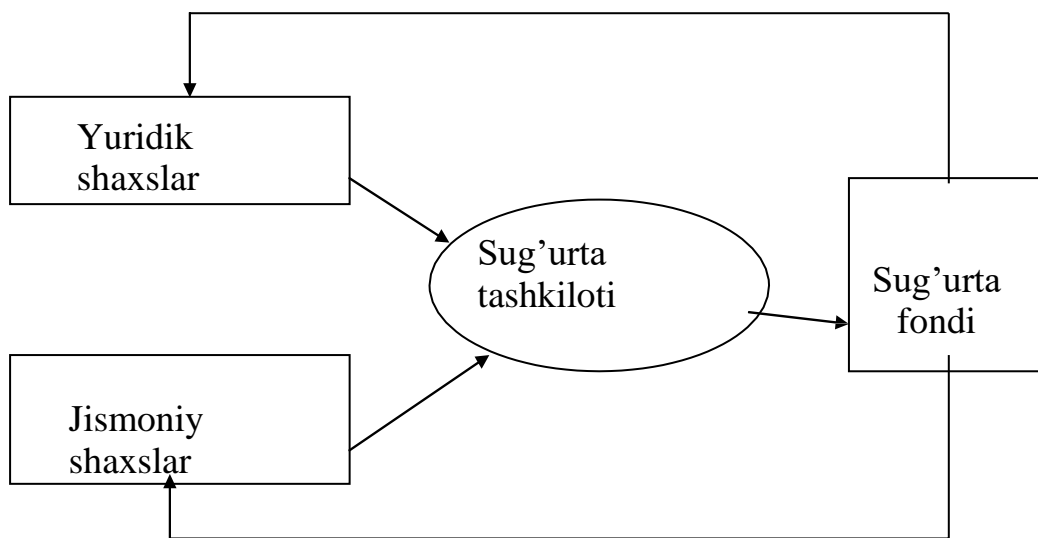 Yuridik
shaxslar
Sug’urta
tashkiloti
Sug’urta
fondi
Jismoniy
shaxslar